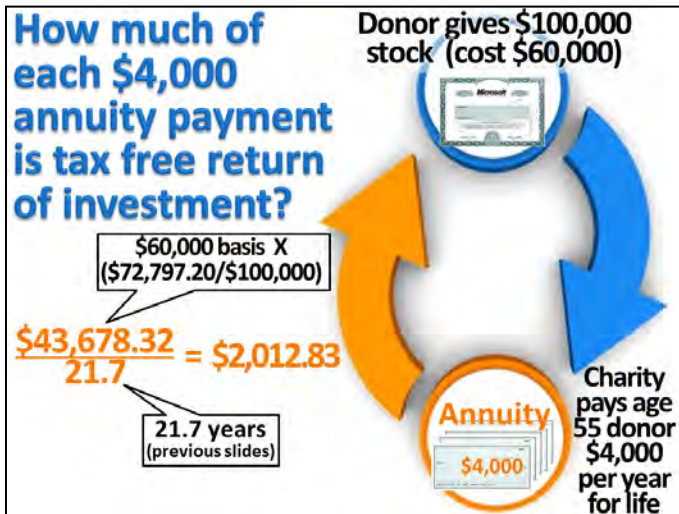 How much of
each $4,000
annuity payment
is tax free return
of investment?
Donor gives $100,000
stock (cost $60,000)
Microsoft
$60,000 basis X
($72,797.20/$100,000)
$43,678.32
21.7
= $2,012.83
21.7 years
(previous slides)
Annuity
$4,000
Charity
pays age
55 donor
$4,000
per year
for life